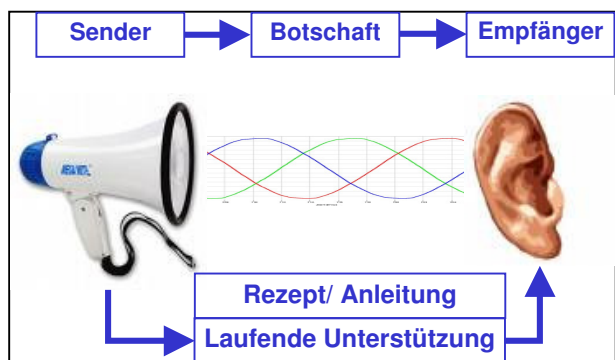 Sender
Botschaft
Empfänger
Rezept/ Anleitung
Laufende Unterstützung